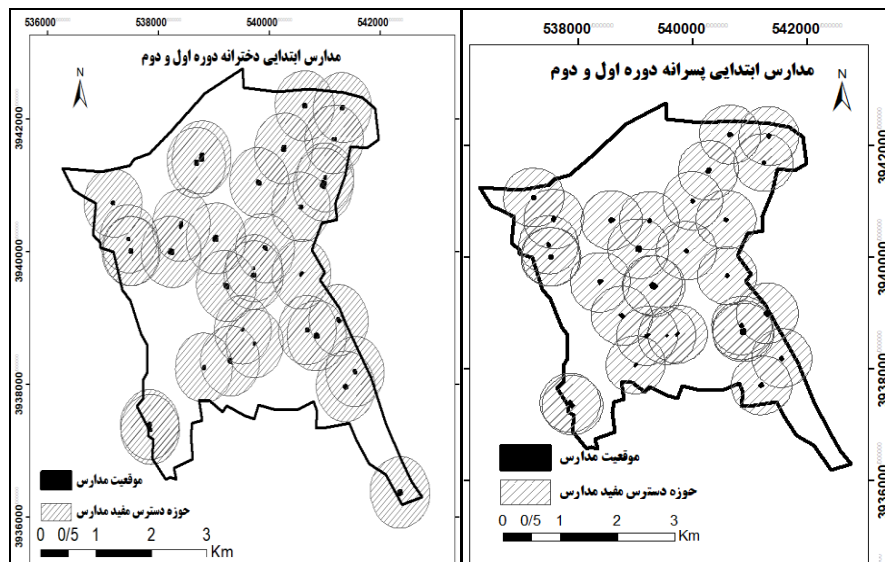 536000 538000 540000 542000
مدارس ابتدایی دخترانه دوره اول و دوم
N
3942000
3940000
3938000
3936000
موقعیت مدارس
حوزه دسترس مفید مدارس
0 0/5 1 2 3
Km
538000 540000 542000
مدارس ابتدایی پسرانه دوره اول و دوم
N
3942000
3940000
3938000
3936000
موقعیت مدارس
حوزه دسترس مفید مدارس
0 0/5 1 2 3
Km